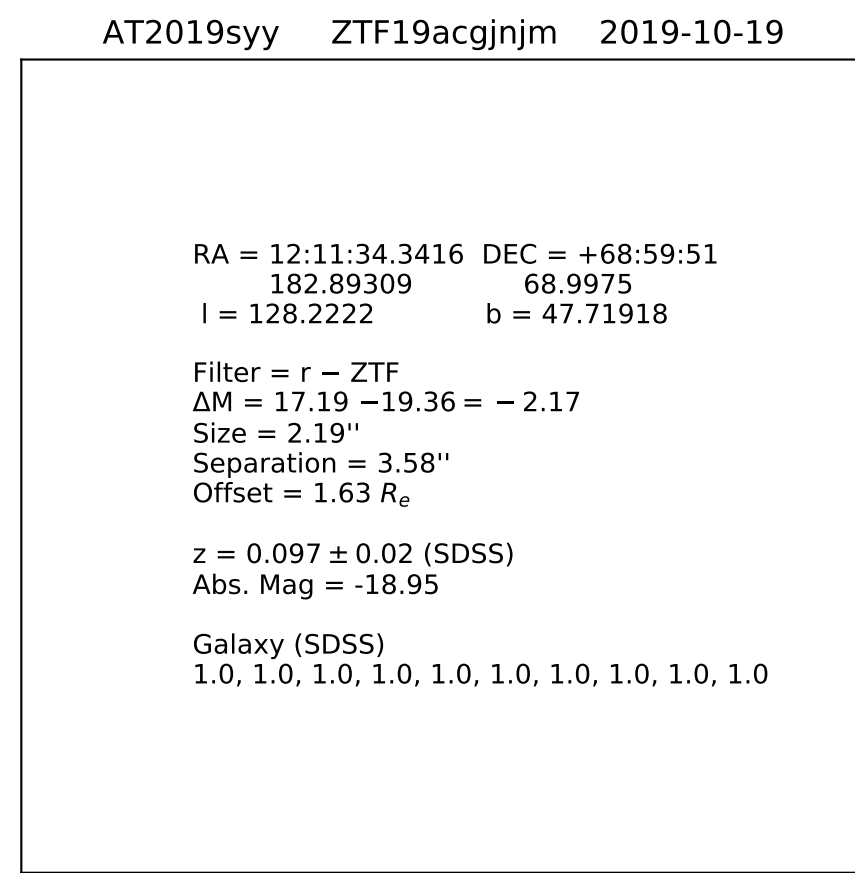 AT2019syy ZTF19acgjnjm 2019-10-19
RA = 12:11:34.3416 DEC = +68:59:51
182.89309 68.9975
l = 128.2222 b = 47.71918
Filter = r − ZTF
ΔM = 17.19 −19.36 = − 2.17
Size = 2.19''
Separation = 3.58''
Offset = 1.63 Rₑ
z = 0.097 ± 0.02 (SDSS)
Abs. Mag = -18.95
Galaxy (SDSS)
1.0, 1.0, 1.0, 1.0, 1.0, 1.0, 1.0, 1.0, 1.0, 1.0